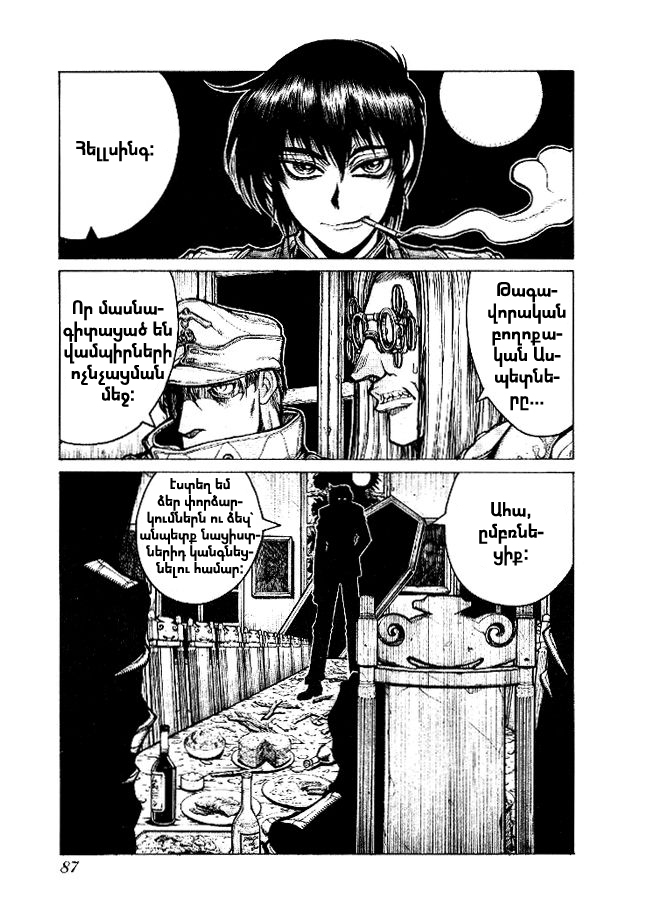 Հելլսինգ:
Թագա-
վորական
բողոքա-
կան Աս-
պետնե-
րը...
Որ մասնա-
գիտացած են
վամպիրների
ոչնչացման
մեջ:
Ահա,
ըմբռնե-
ցիք:
Էստեղ եմ
ձեր փորձար-
կումներն ու ձեզ՝
անպետք նացիստ-
ներիդ կանգնեց-
նելու համար:
87